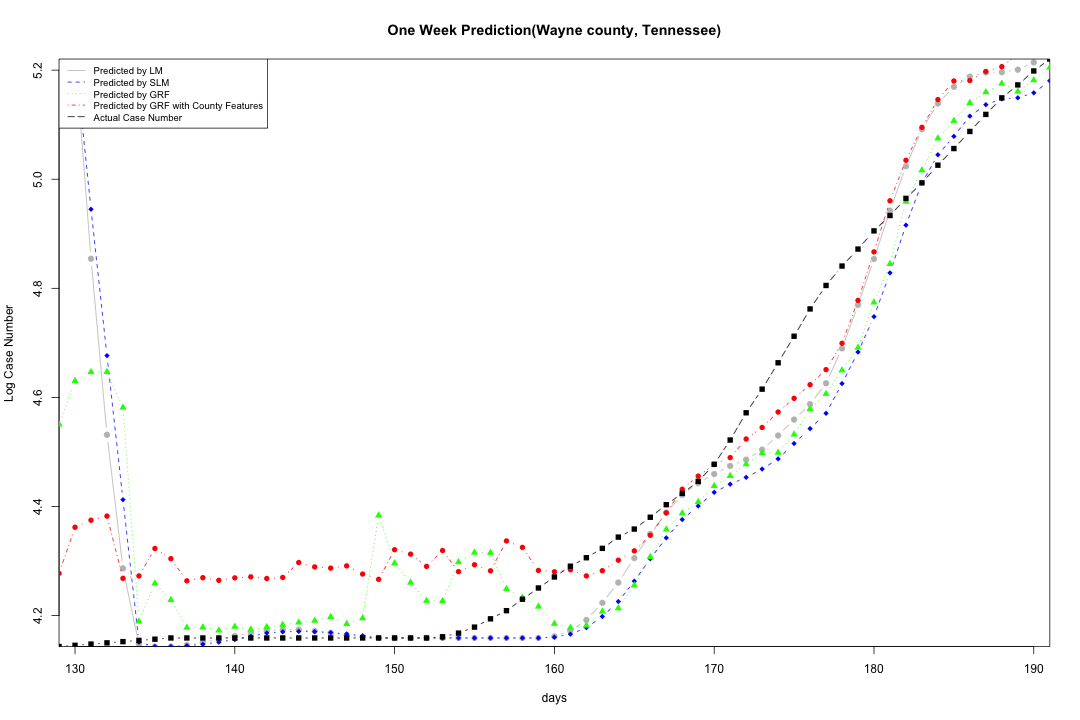 One Week Prediction(Wayne county, Tennessee)
Predicted by LM
Predicted by SLM
Predicted by GRF
Predicted by GRF with County Features
Actual Case Number
5.2
5.0
4.8
4.6
4.4
4.2
Log Case Number
130 140 150 160 170 180 190
days